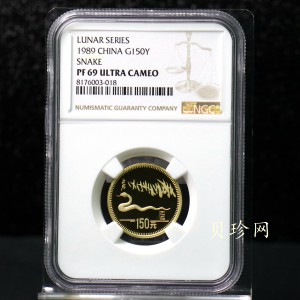 LUNAR SERIES
1989 CHINA G150Y
SNAKE
PF 69 ULTRA CAMEO
8176003-018
NUMISMATIC GUARANTY COMPANY
NGC
150元
贝珍网